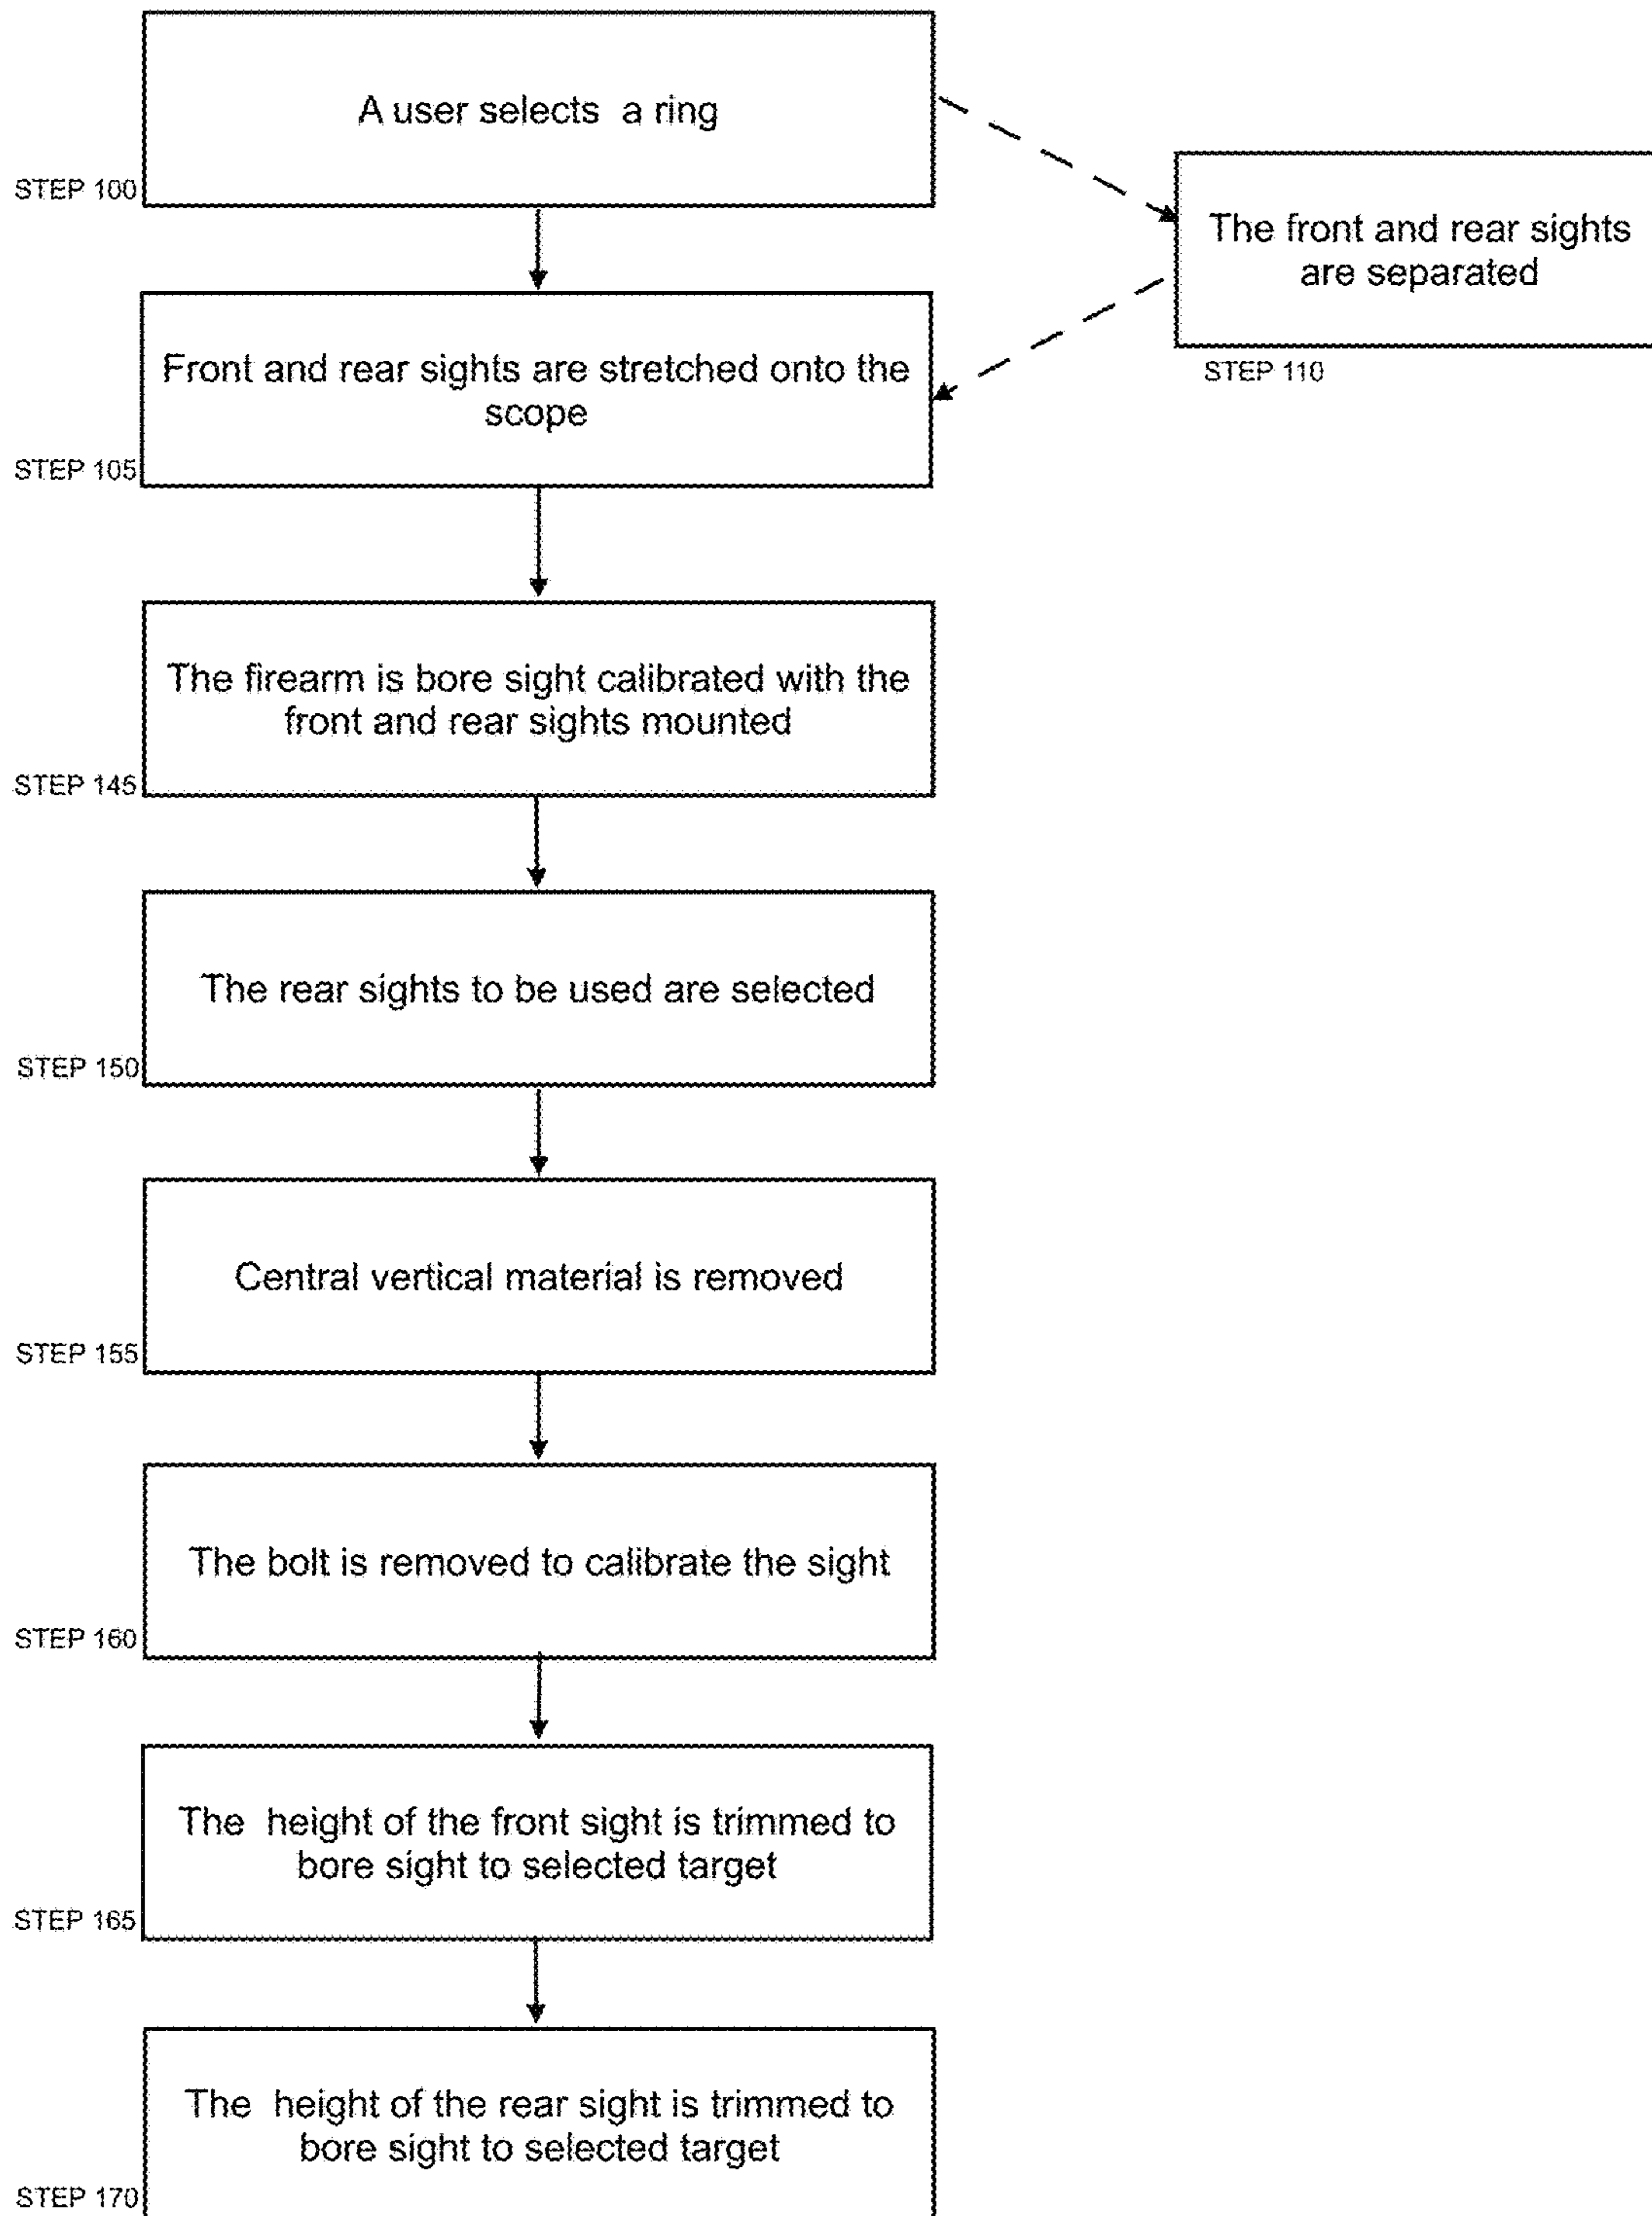 A user selects a ring
STEP 100
The front and rear sights
are separated
STEP 110
Front and rear sights are stretched onto the
scope
STEP 105
The firearm is bore sight calibrated with the
front and rear sights mounted
STEP 145
The rear sights to be used are selected
STEP 150
Central vertical material is removed
STEP 155
The bolt is removed to calibrate the sight
STEP 160
The height of the front sight is trimmed to
bore sight to selected target
STEP 165
The height of the rear sight is trimmed to
bore sight to selected target
STEP 170